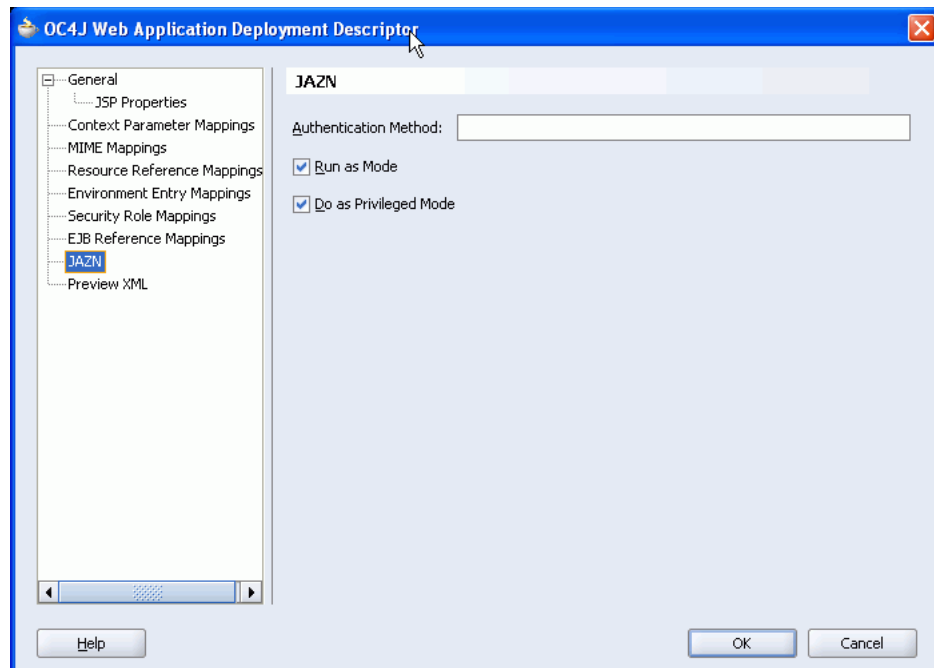 OC4J Web Application Deployment Descriptor
General
JSP Properties
Context Parameter Mappings
MIME Mappings
Resource Reference Mappings
Environment Entry Mappings
Security Role Mappings
EJB Reference Mappings
JAZN
Preview XML
JAZN
Authentication Method:
Run as Mode
Do as Privileged Mode
Help
OK
Cancel